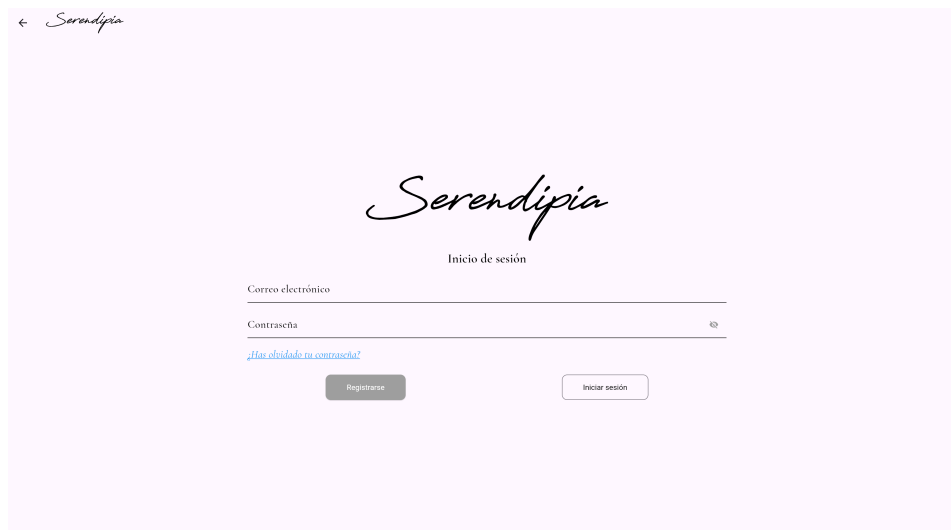 Serendipia
Serendipia
Inicio de sesión
Correo electrónico
Contraseña
¿Has olvidado tu contraseña?
Registrarse
Iniciar sesión